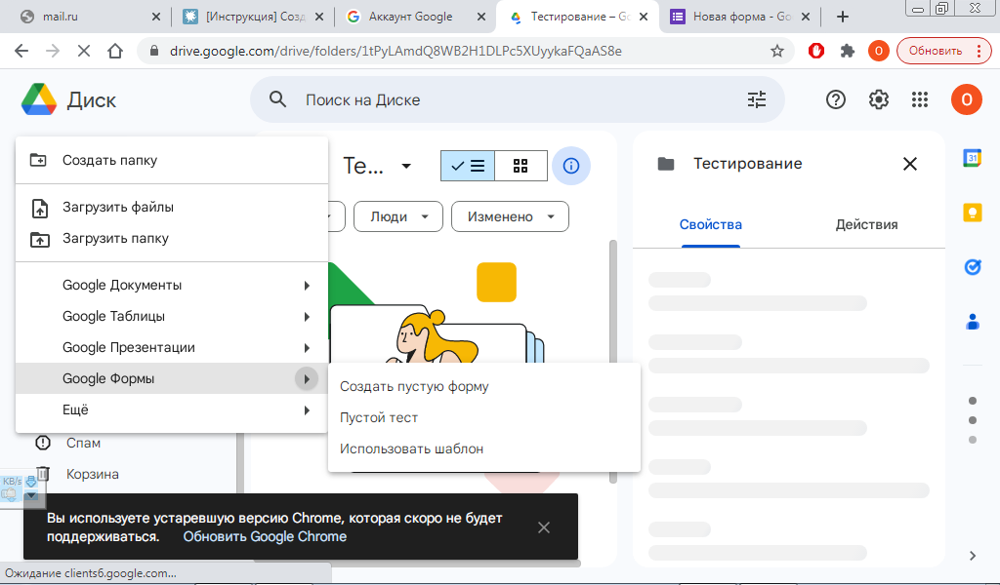 mail.ru
[Инструкция] Созд
Аккаунт Google
Тестирование – Go
Новая форма - Go
drive.google.com/drive/folders/1tPyLAmdQ8WB2H1DLPc5XUyykaFQaAS8e
О
Обновить
Диск
Поиск на Диске
О
Создать папку
Загрузить файлы
Загрузить папку
Google Документы
Google Таблицы
Google Презентации
Google Формы
Ещё
Создать пустую форму
Пустой тест
Использовать шаблон
Те...
Люди
Изменено
Тестирование
Свойства
Действия
31
Спам
Корзина
KB/s
Вы используете устаревшую версию Chrome, которая скоро не будет
поддерживаться. Обновить Google Chrome
Ожидание clients6.google.com...